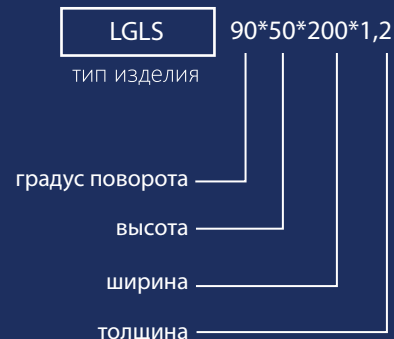 LGLS 90*50*200*1,2
тип изделия
градус поворота
высота
ширина
толщина